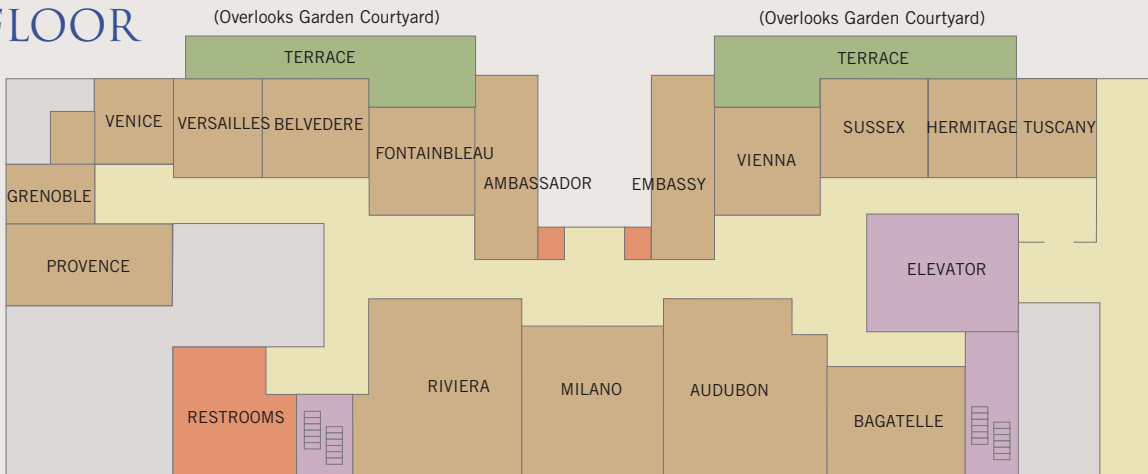 FLOOR
(Overlooks Garden Courtyard)
(Overlooks Garden Courtyard)
TERRACE
TERRACE
VENICE
VERSAILLES
BELVEDERE
FONTAINBLEAU
AMBASSADOR
EMBASSY
VIENNA
SUSSEX
HERMITAGE
TUSCANY
GRENOBLE
PROVENCE
ELEVATOR
RESTROOMS
RIVIERA
MILANO
AUDUBON
BAGATELLE